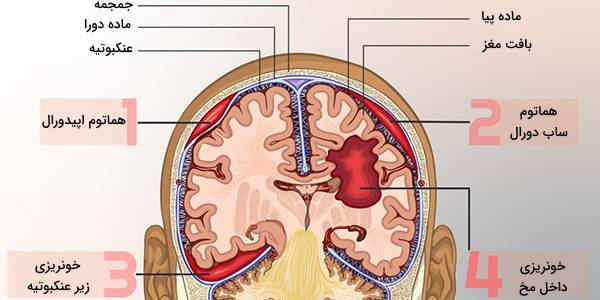 جمجمه
ماده دورا
عنکبوتیه
ماده پیا
بافت مغز
1
هماتوم اپیدورال
2
هماتوم
ساب دورال
3
خونریزی
زیر عنکبوتیه
4
خونریزی
داخل مخ